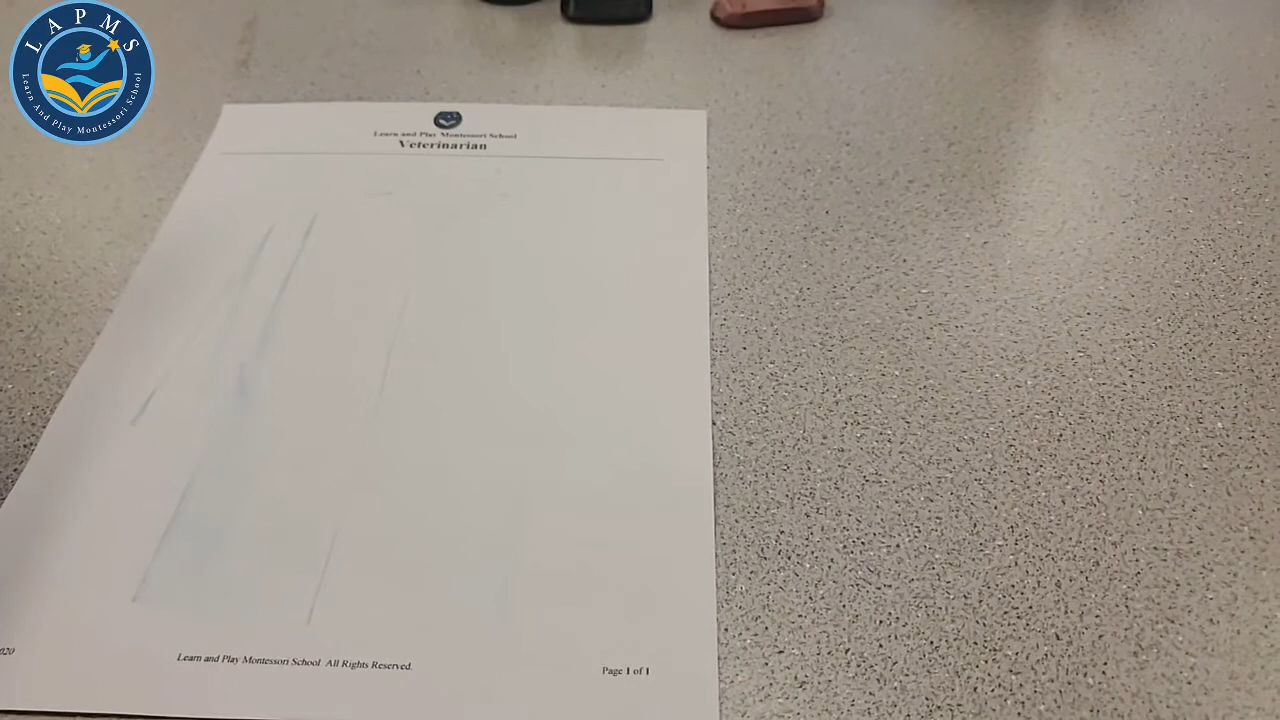 LAPMS
Learn And Play Montessori School
Learn and Play Montessori School
Veterinarian
020
Learn and Play Montessori School All Rights Reserved.
Page 1 of 1